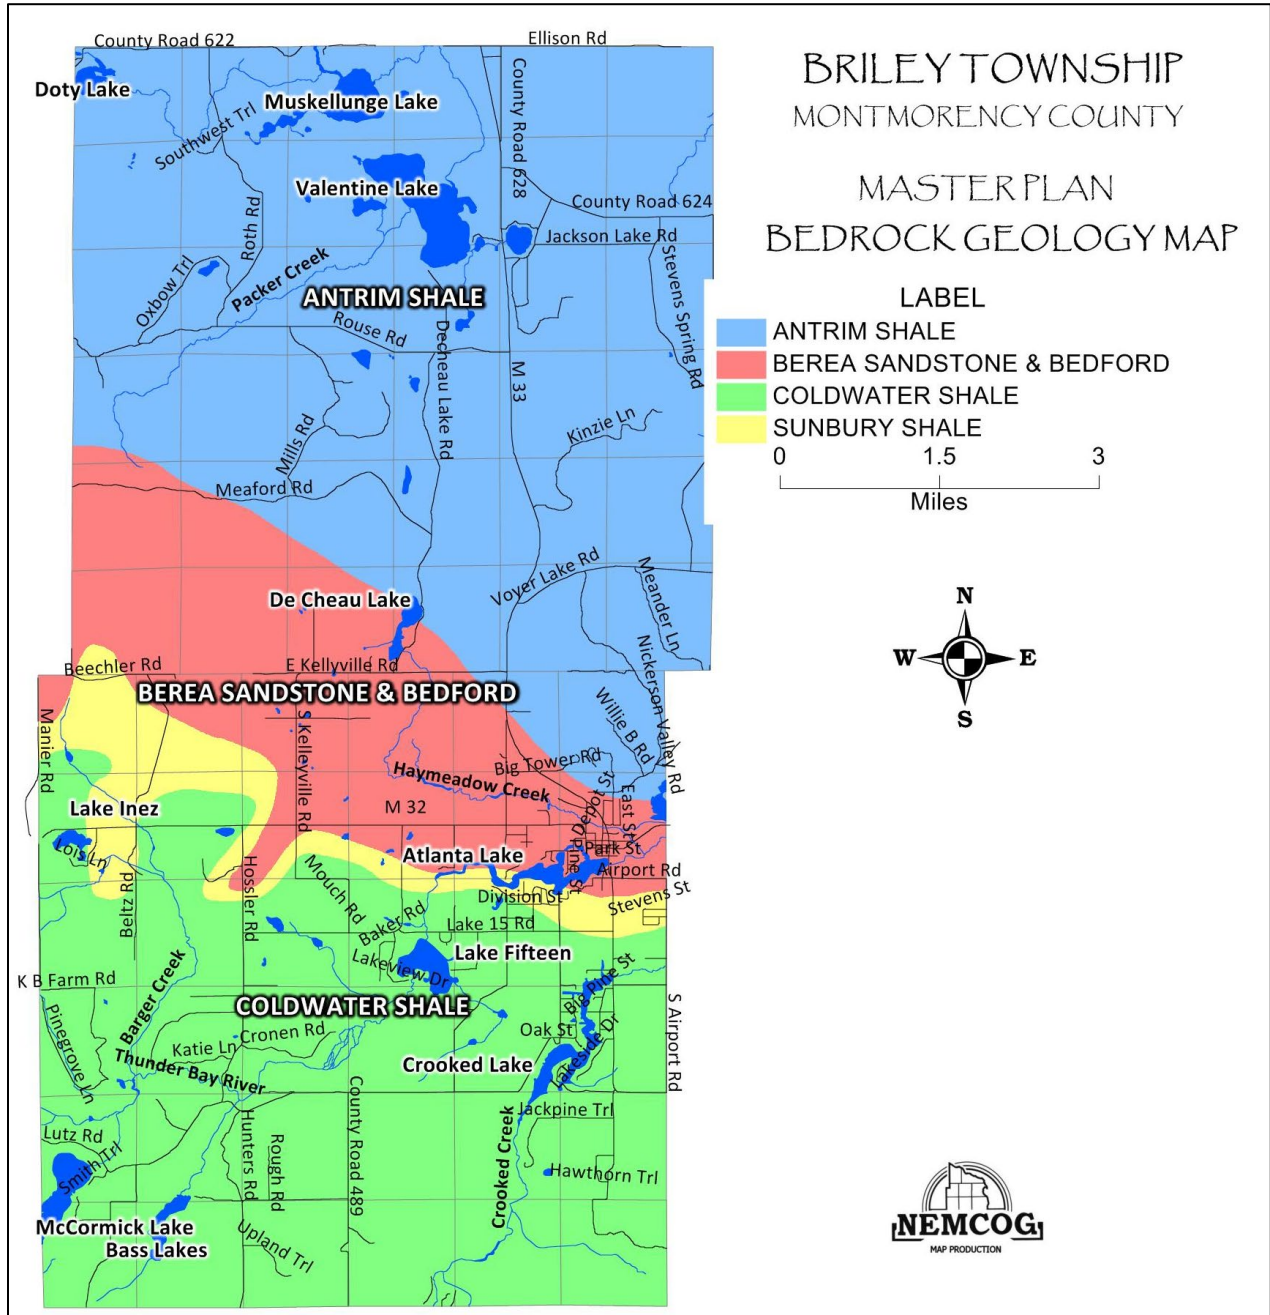 County Road 622
Ellison Rd
BRILEY TOWNSHIP
MONTMORENCY COUNTY
MASTER PLAN
BEDROCK GEOLOGY MAP
Doty Lake
Muskellunge Lake
Southwest Trl
County Road 628
Valentine Lake
County Road 624
Roth Rd
Jackson Lake Rd
Oxbow Trl
Packer Creek
Stevens Spring Rd
ANTRIM SHALE
Rouse Rd
Decheau Lake Rd
M 33
LABEL
ANTRIM SHALE
BEREA SANDSTONE & BEDFORD
COLDWATER SHALE
SUNBURY SHALE
0 1.5 3
Miles
Kinzie Ln
Mills Rd
Meaford Rd
Voyer Lake Rd
Meander Ln
De Cheau Lake
N
W E
S
Nickerson Valley Rd
Beechler Rd
E Kellyville Rd
BEREA SANDSTONE & BEDFORD
Willie B Rd
Manier Rd
S Kelleyville Rd
Big Tower Rd
Haymeadow Creek
Depot St
East St
M 32
Lake Inez
Lois Ln
Atlanta Lake
Park St
Pine St
Airport Rd
Hossler Rd
Mouch Rd
Division St
Stevens St
Beltz Rd
Baker Rd
Lake 15 Rd
Lake Fifteen
Lakeview Dr
K B Farm Rd
Barger Creek
Big Pine St
COLDWATER SHALE
Pinegrove Ln
Cronen Rd
Katie Ln
Oak St
Lakeside Dr
S Airport Rd
Thunder Bay River
Crooked Lake
County Road 489
Jackpine Trl
Hunters Rd
Rough Rd
Crooked Creek
Lutz Rd
Smith Trl
Hawthorn Trl
McCormick Lake
Bass Lakes
Upland Trl
NEMCOG
MAP PRODUCTION